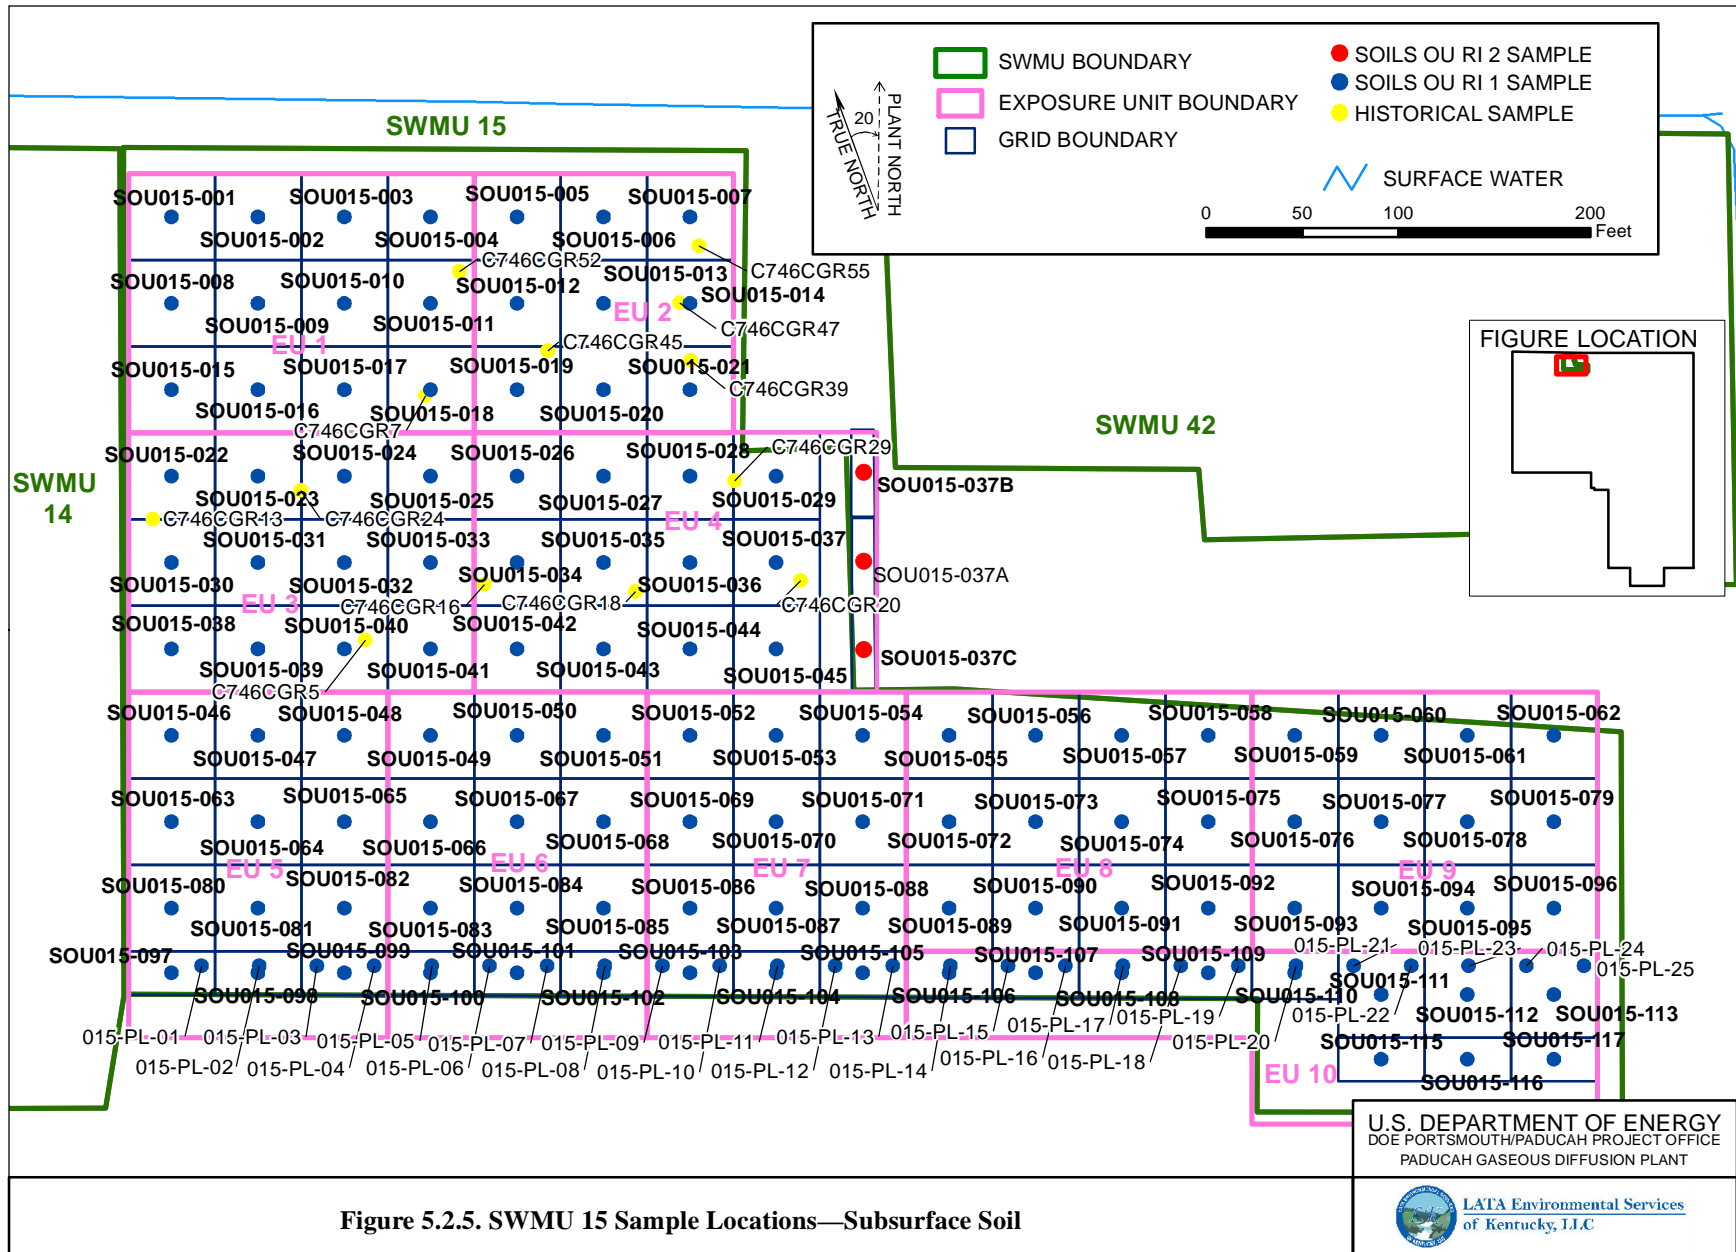 SWMU BOUNDARY
EXPOSURE UNIT BOUNDARY
GRID BOUNDARY
SOILS OU RI 2 SAMPLE
SOILS OU RI 1 SAMPLE
HISTORICAL SAMPLE
SURFACE WATER
TRUE NORTH
20
PLANT NORTH
0 50 100 200
Feet
SWMU 15
SWMU
14
SWMU 42
FIGURE LOCATION
SOU015-001 SOU015-003 SOU015-005 SOU015-007
SOU015-002 SOU015-004 SOU015-006
C746CGR52 C746CGR55
SOU015-008 SOU015-010 SOU015-012 SOU015-013 SOU015-014
SOU015-009 SOU015-011 EU 2 C746CGR47
EU 1 C746CGR45
SOU015-015 SOU015-017 SOU015-019 SOU015-021
C746CGR39
SOU015-016 SOU015-018 SOU015-020
C746CGR7
SOU015-022 SOU015-024 SOU015-026 SOU015-028 C746CGR29
SOU015-023 SOU015-025 SOU015-027 SOU015-029 SOU015-037B
C746CGR13 C746CGR24 EU 4
SOU015-031 SOU015-033 SOU015-035 SOU015-037
SOU015-030 SOU015-032 SOU015-034 SOU015-036 SOU015-037A
EU 3 C746CGR16 C746CGR18 C746CGR20
SOU015-038 SOU015-040 SOU015-042 SOU015-044
SOU015-039 SOU015-041 SOU015-043 SOU015-045 SOU015-037C
C746CGR5
SOU015-046 SOU015-048 SOU015-050 SOU015-052 SOU015-054 SOU015-056 SOU015-058 SOU015-060 SOU015-062
SOU015-047 SOU015-049 SOU015-051 SOU015-053 SOU015-055 SOU015-057 SOU015-059 SOU015-061
SOU015-063 SOU015-065 SOU015-067 SOU015-069 SOU015-071 SOU015-073 SOU015-075 SOU015-077 SOU015-079
SOU015-064 SOU015-066 SOU015-068 SOU015-070 SOU015-072 SOU015-074 SOU015-076 SOU015-078
EU 5 EU 6 EU 7 EU 8 EU 9
SOU015-080 SOU015-082 SOU015-084 SOU015-086 SOU015-088 SOU015-090 SOU015-092 SOU015-094 SOU015-096
SOU015-081 SOU015-083 SOU015-085 SOU015-087 SOU015-089 SOU015-091 SOU015-093 SOU015-095
015-PL-21 015-PL-23 015-PL-24
SOU015-097 SOU015-099 SOU015-101 SOU015-103 SOU015-105 SOU015-107 SOU015-109 015-PL-25
SOU015-111
SOU015-098 SOU015-100 SOU015-102 SOU015-104 SOU015-106 SOU015-108 SOU015-110
015-PL-22 SOU015-112 SOU015-113
015-PL-01 015-PL-03 015-PL-05 015-PL-07 015-PL-09 015-PL-11 015-PL-13 015-PL-15 015-PL-17 015-PL-19
SOU015-115 SOU015-117
015-PL-02 015-PL-04 015-PL-06 015-PL-08 015-PL-10 015-PL-12 015-PL-14 015-PL-16 015-PL-18 015-PL-20
EU 10 SOU015-116
U.S. DEPARTMENT OF ENERGY
DOE PORTSMOUTH/PADUCAH PROJECT OFFICE
PADUCAH GASEOUS DIFFUSION PLANT
Figure 5.2.5. SWMU 15 Sample Locations—Subsurface Soil
LATA Environmental Services
of Kentucky, LLC